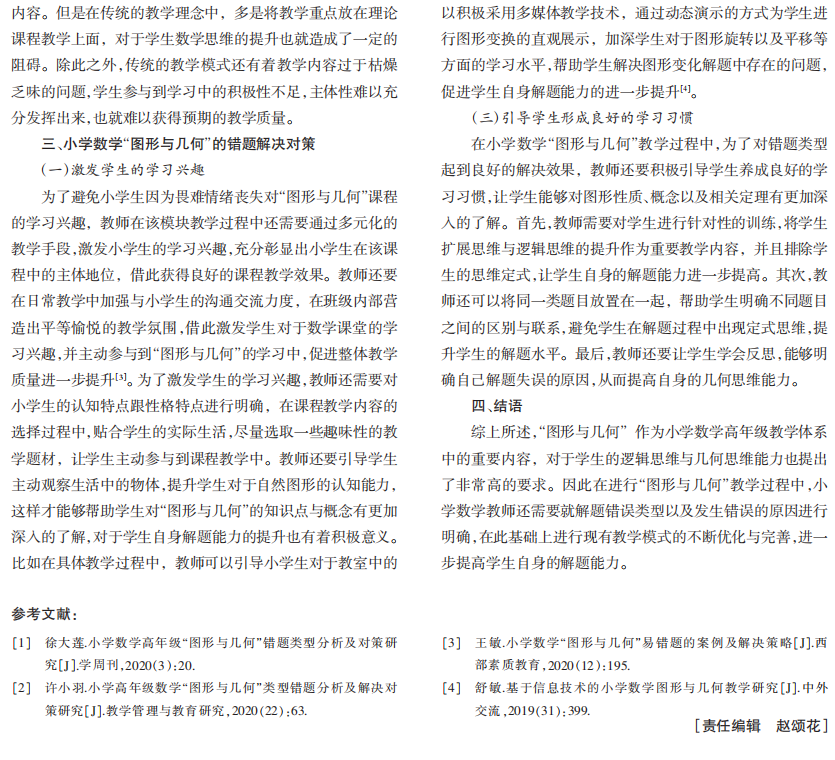 内容。但是在传统的教学理念中，多是将教学重点放在理论
课程教学上面，对于学生数学思维的提升也就造成了一定的
阻碍。除此之外,传统的教学模式还有着教学内容过于枯燥
乏味的问题,学生参与到学习中的积极性不足,主体性难以充
分发挥出来,也就难以获得预期的教学质量。
三、小学数学“图形与几何”的错题解决对策
(一)激发学生的学习兴趣
为了避免小学生因为畏难情绪丧失对“图形与几何”课程
的学习兴趣，教师在该模块教学过程中还需要通过多元化的
教学手段,激发小学生的学习兴趣,充分彰显出小学生在该课
程中的主体地位，借此获得良好的课程教学效果。教师还要
在日常教学中加强与小学生的沟通交流力度，在班级内部营
造出平等愉悦的教学氛围,借此激发学生对于数学课堂的学
习兴趣,并主动参与到“图形与几何”的学习中,促进整体教学
质量进一步提升[3]。为了激发学生的学习兴趣,教师还需要对
小学生的认知特点跟性格特点进行明确，在课程教学内容的
选择过程中,贴合学生的实际生活,尽量选取一些趣味性的教
学题材，让学生主动参与到课程教学中。教师还要引导学生
主动观察生活中的物体,提升学生对于自然图形的认知能力,
这样才能够帮助学生对“图形与几何”的知识点与概念有更加
深入的了解,对于学生自身解题能力的提升也有着积极意义。
比如在具体教学过程中，教师可以引导小学生对于教室中的
以积极采用多媒体教学技术，通过动态演示的方式为学生进
行图形变换的直观展示，加深学生对于图形旋转以及平移等
方面的学习水平,帮助学生解决图形变化解题中存在的问题,
促进学生自身解题能力的进一步提升[4]。
(三)引导学生形成良好的学习习惯
在小学数学“图形与几何”教学过程中,为了对错题类型
起到良好的解决效果，教师还要积极引导学生养成良好的学
习习惯,让学生能够对图形性质、概念以及相关定理有更加深
入的了解。首先,教师需要对学生进行针对性的训练,将学生
扩展思维与逻辑思维的提升作为重要教学内容，并且排除学
生的思维定式,让学生自身的解题能力进一步提高。其次,教
师还可以将同一类题目放置在一起，帮助学生明确不同题目
之间的区别与联系,避免学生在解题过程中出现定式思维,提
升学生的解题水平。最后,教师还要让学生学会反思,能够明
确自己解题失误的原因,从而提高自身的几何思维能力。
四、结语
综上所述,“图形与几何”作为小学数学高年级教学体系
中的重要内容，对于学生的逻辑思维与几何思维能力也提出
了非常高的要求。因此在进行“图形与几何”教学过程中,小
学数学教师还需要就解题错误类型以及发生错误的原因进行
明确,在此基础上进行现有教学模式的不断优化与完善,进一
步提高学生自身的解题能力。
参考文献：
[1] 徐大莲.小学数学高年级“图形与几何”错题类型分析及对策研
究[J].学周刊,2020(3):20.
[2] 许小羽.小学高年级数学“图形与几何”类型错题分析及解决对
策研究[J].教学管理与教育研究,2020(22):63.
[3] 王敏.小学数学“图形与几何”易错题的案例及解决策略[J].西
部素质教育,2020(12):195.
[4] 舒敏.基于信息技术的小学数学图形与几何教学研究[J].中外
交流,2019(31):399.
[责任编辑 赵颂花]